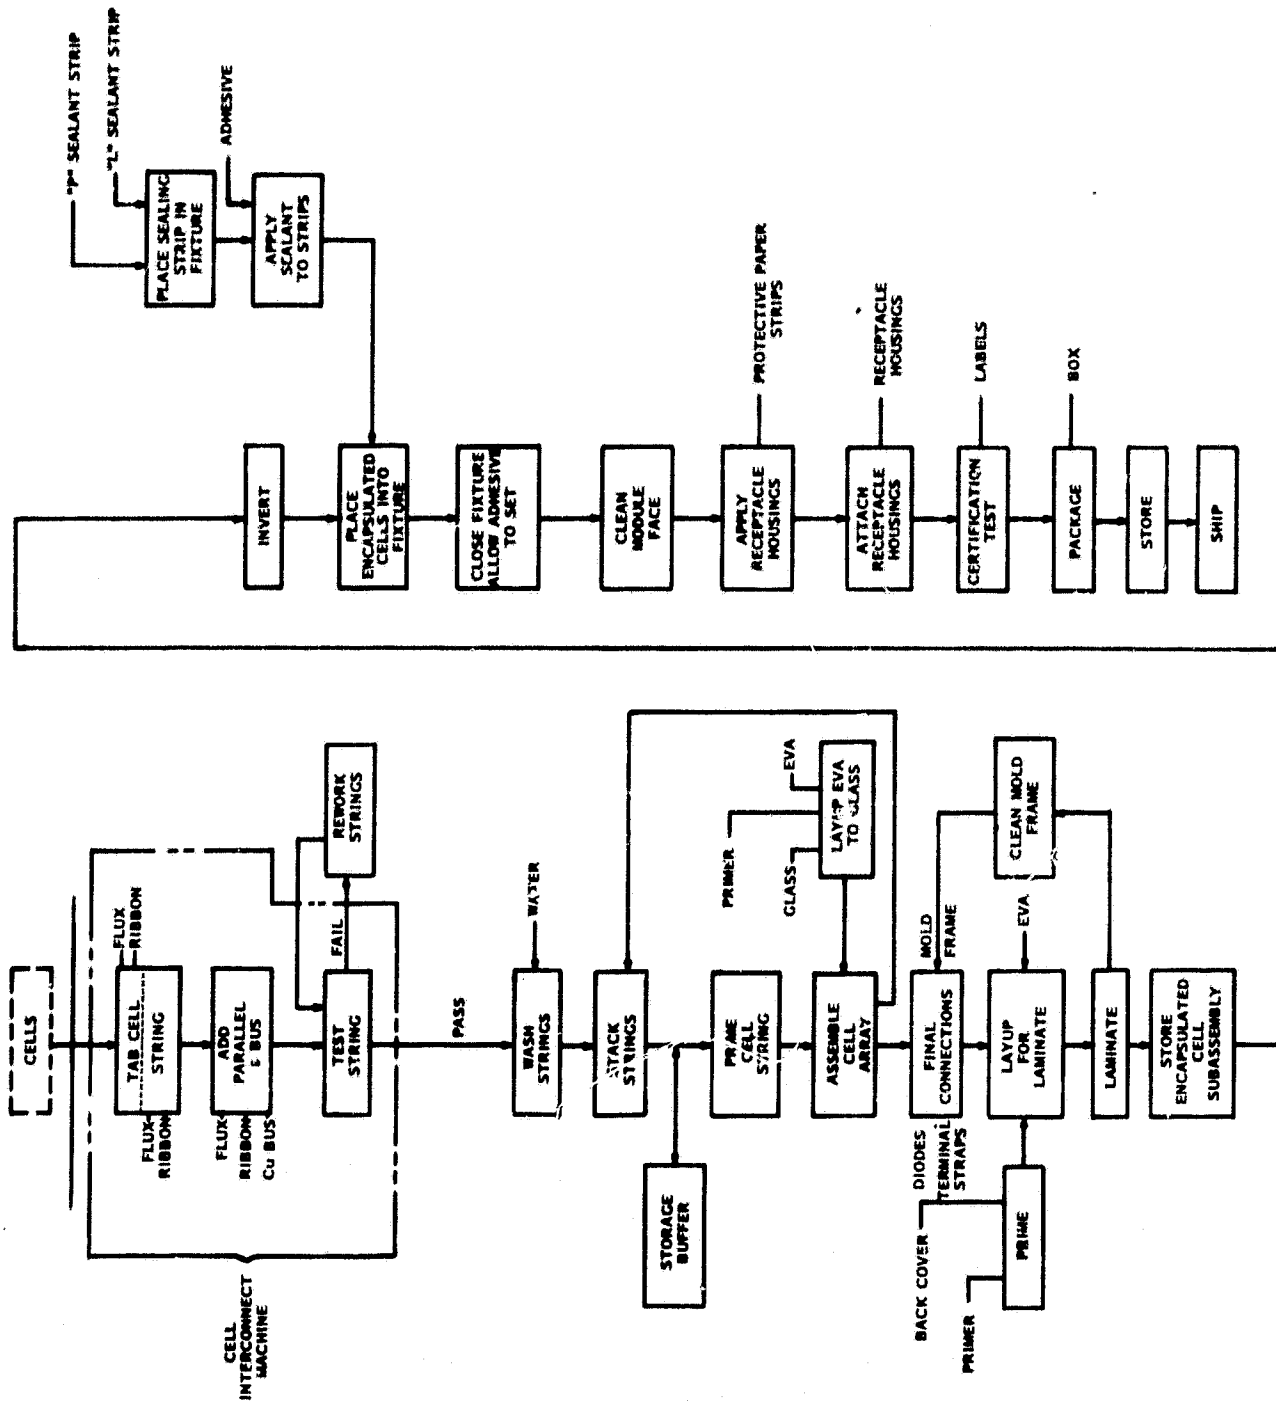 CELLS
FLUX
RIBBON
TAB CELL
STRING
FLUX
RIBBON
ADD
PARALLEL
& BUS
FLUX
RIBBON
Cu BUS
TEST
STRING
FAIL
REWORK
STRINGS
CELL
INTERCONNECT
MACHINE
PASS
WATER
WASH
STRINGS
STACK
STRINGS
STORAGE
BUFFER
PRIME
CELL
STRING
PRIMER
GLASS
EVA
LAYUP EVA
TO GLASS
ASSEMBLE
CELL
ARRAY
MOLD
FRAME
FINAL
CONNECTIONS
DIODES
TERMINAL
STRAPS
CLEAN MOLD
FRAME
EVA
LAYUP
FOR
LAMINATE
BACK COVER
PRIMER
PRIME
LAMINATE
STORE
ENCAPSULATED
CELL
SUBASSEMBLY
"P" SEALANT STRIP
"L" SEALANT STRIP
PLACE SEALING
STRIP IN
FIXTURE
ADHESIVE
APPLY
SCALANT
TO STRIPS
INVERT
PLACE
ENCAPSULATED
CELLS INTO
FIXTURE
CLOSE FIXTURE
ALLOW ADHESIVE
TO SET
CLEAN
MODULE
FACE
APPLY
RECEPTACLE
HOUSINGS
PROTECTIVE PAPER
STRIPS
ATTACH
RECEPTACLE
HOUSINGS
RECEPTACLE
HOUSINGS
CERTIFICATION
TEST
LABELS
PACKAGE
BOX
STORE
SHIP